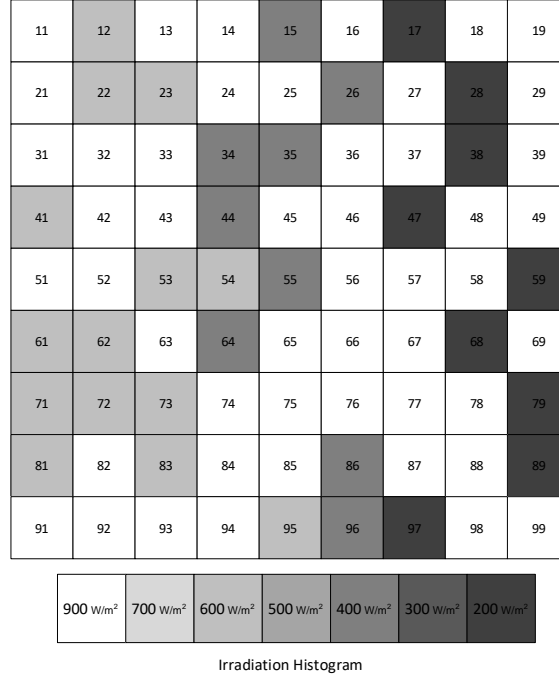 11 12 13 14 15 16 17 18 19
21 22 23 24 25 26 27 28 29
31 32 33 34 35 36 37 38 39
41 42 43 44 45 46 47 48 49
51 52 53 54 55 56 57 58 59
61 62 63 64 65 66 67 68 69
71 72 73 74 75 76 77 78 79
81 82 83 84 85 86 87 88 89
91 92 93 94 95 96 97 98 99
900 W/m² 700 W/m² 600 W/m² 500 W/m² 400 W/m² 300 W/m² 200 W/m²
Irradiation Histogram